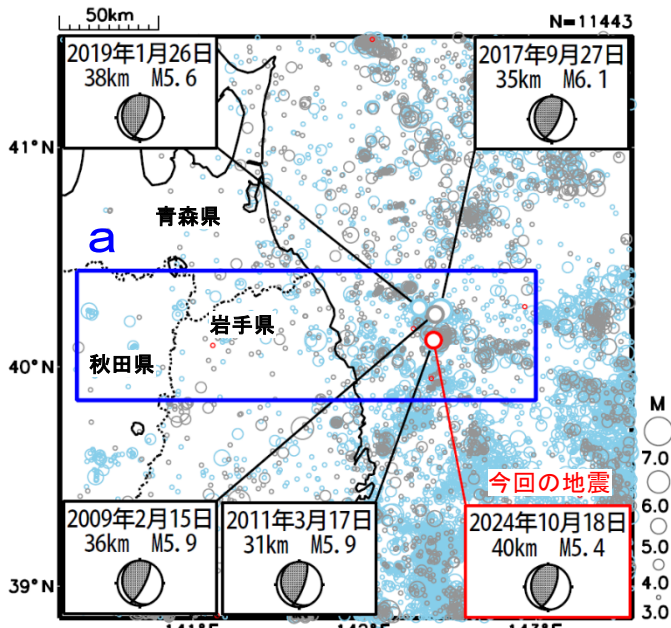 50km
N=11443
2019年1月26日
38km M5.6
2017年9月27日
35km M6.1
41°N
青森県
a
岩手県
40°N
秋田県
M
7.0
6.0
5.0
4.0
3.0
今回の地震
2009年2月15日
36km M5.9
2011年3月17日
31km M5.9
2024年10月18日
40km M5.4
39°N